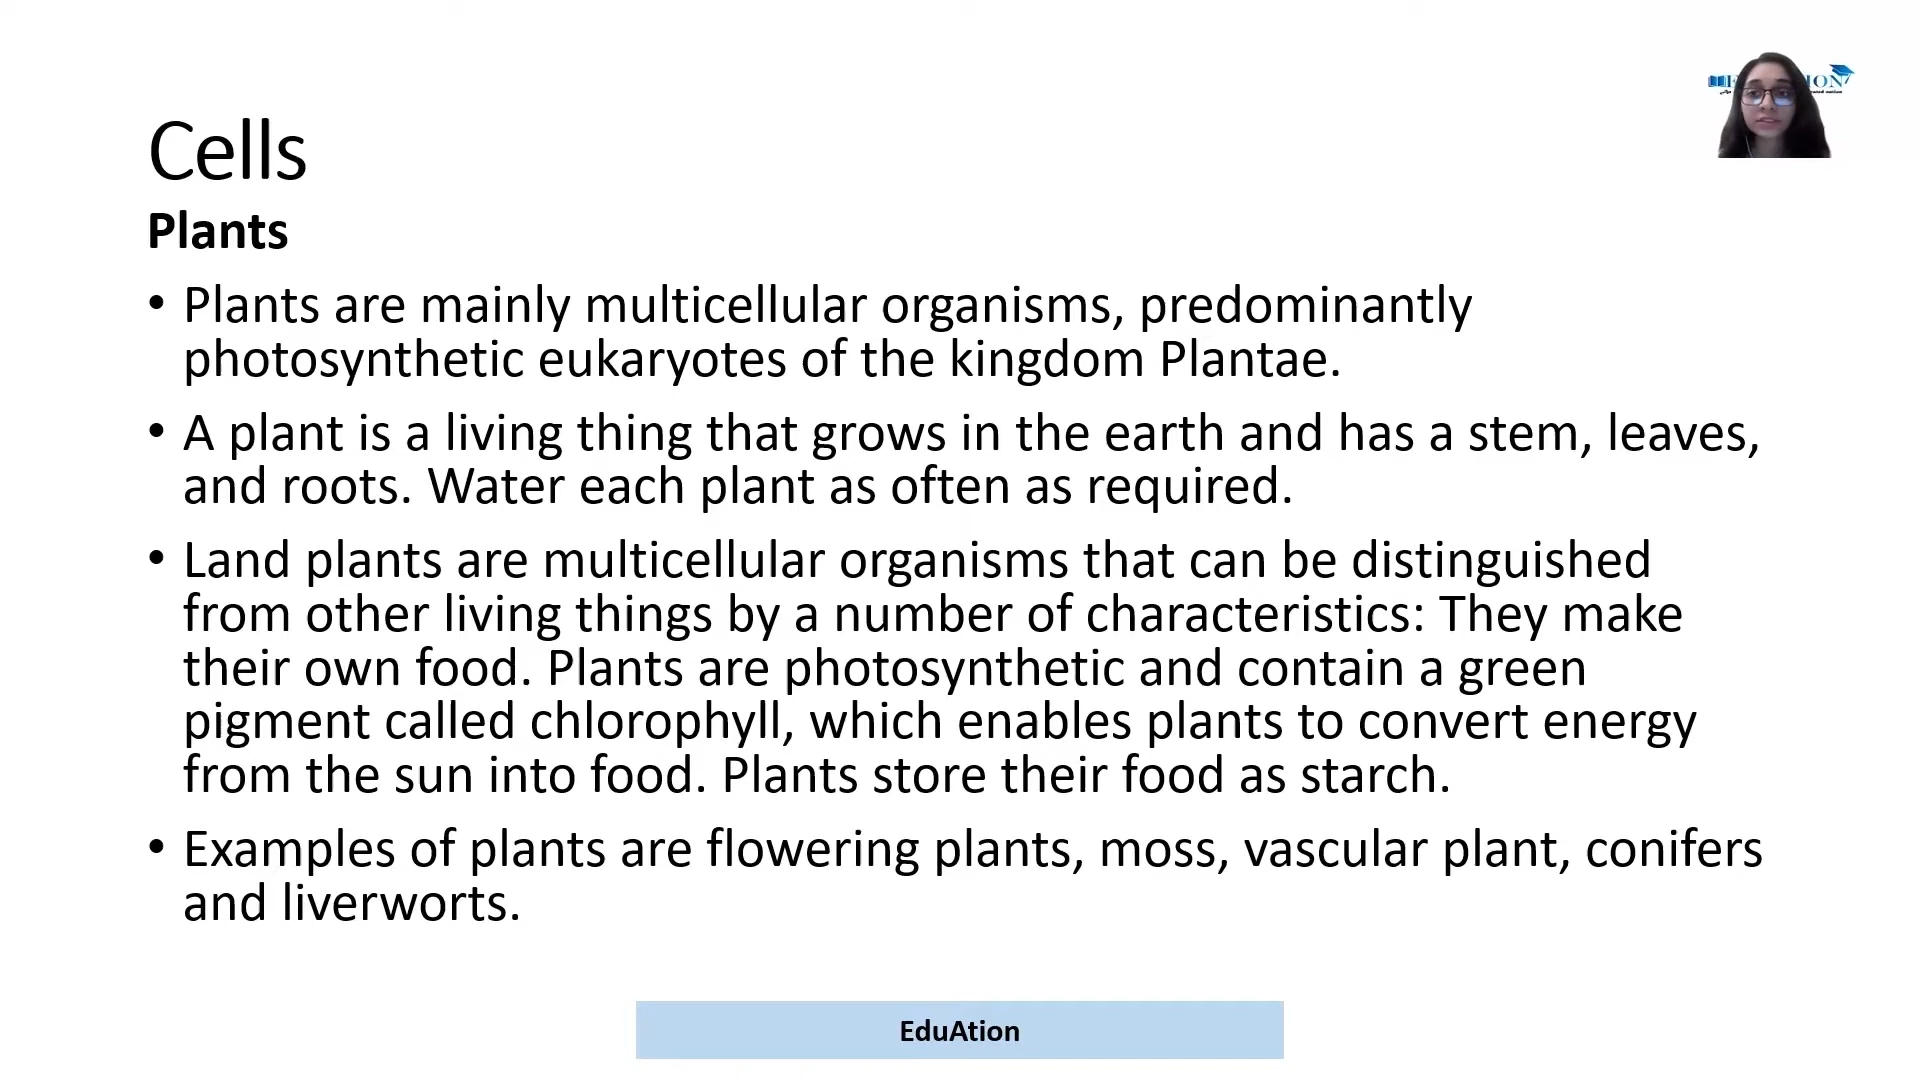 Cells
Plants
• Plants are mainly multicellular organisms, predominantly
photosynthetic eukaryotes of the kingdom Plantae.
• A plant is a living thing that grows in the earth and has a stem, leaves,
and roots. Water each plant as often as required.
• Land plants are multicellular organisms that can be distinguished
from other living things by a number of characteristics: They make
their own food. Plants are photosynthetic and contain a green
pigment called chlorophyll, which enables plants to convert energy
from the sun into food. Plants store their food as starch.
• Examples of plants are flowering plants, moss, vascular plant, conifers
and liverworts.
EduAtion